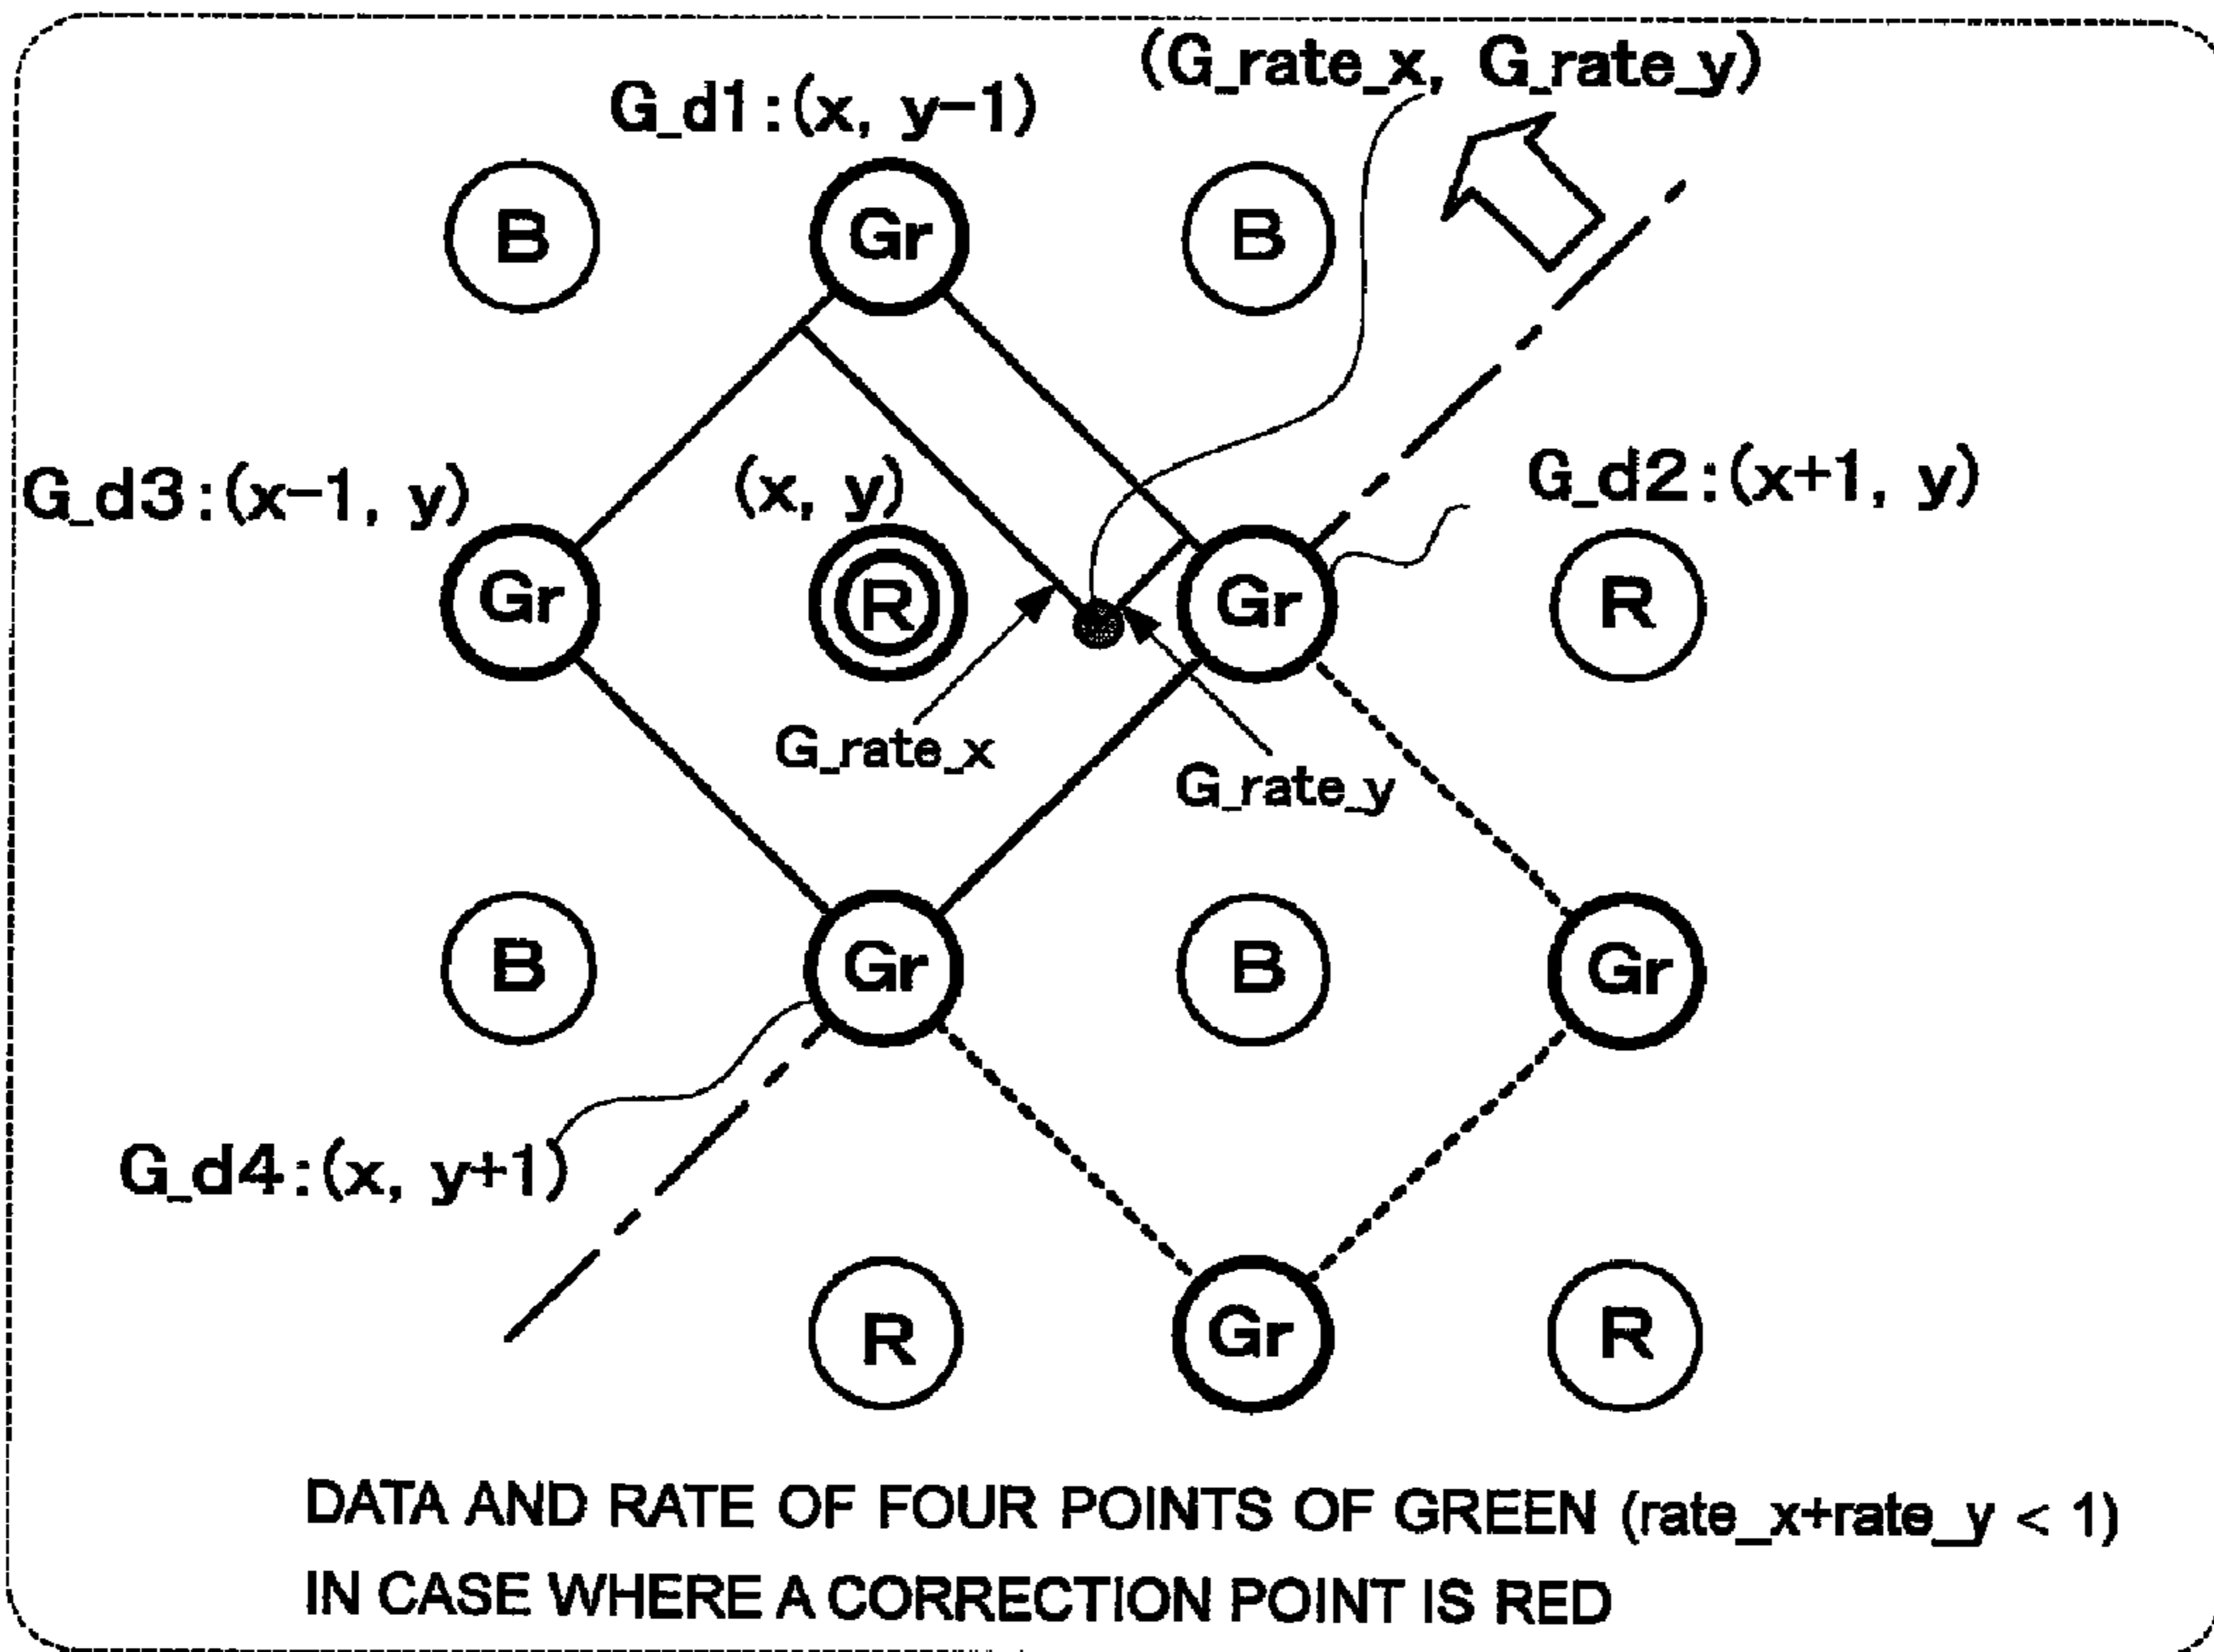 (G_rate_x, G_rate_y)
G_d1:(x, y-1)
B Gr B
G_d3:(x-1, y) (x, y) G_d2:(x+1, y)
Gr R Gr R
G_rate_x
G_rate_y
B Gr B Gr
G_d4:(x, y+1)
R Gr R
DATA AND RATE OF FOUR POINTS OF GREEN (rate_x+rate_y < 1)
IN CASE WHERE A CORRECTION POINT IS RED